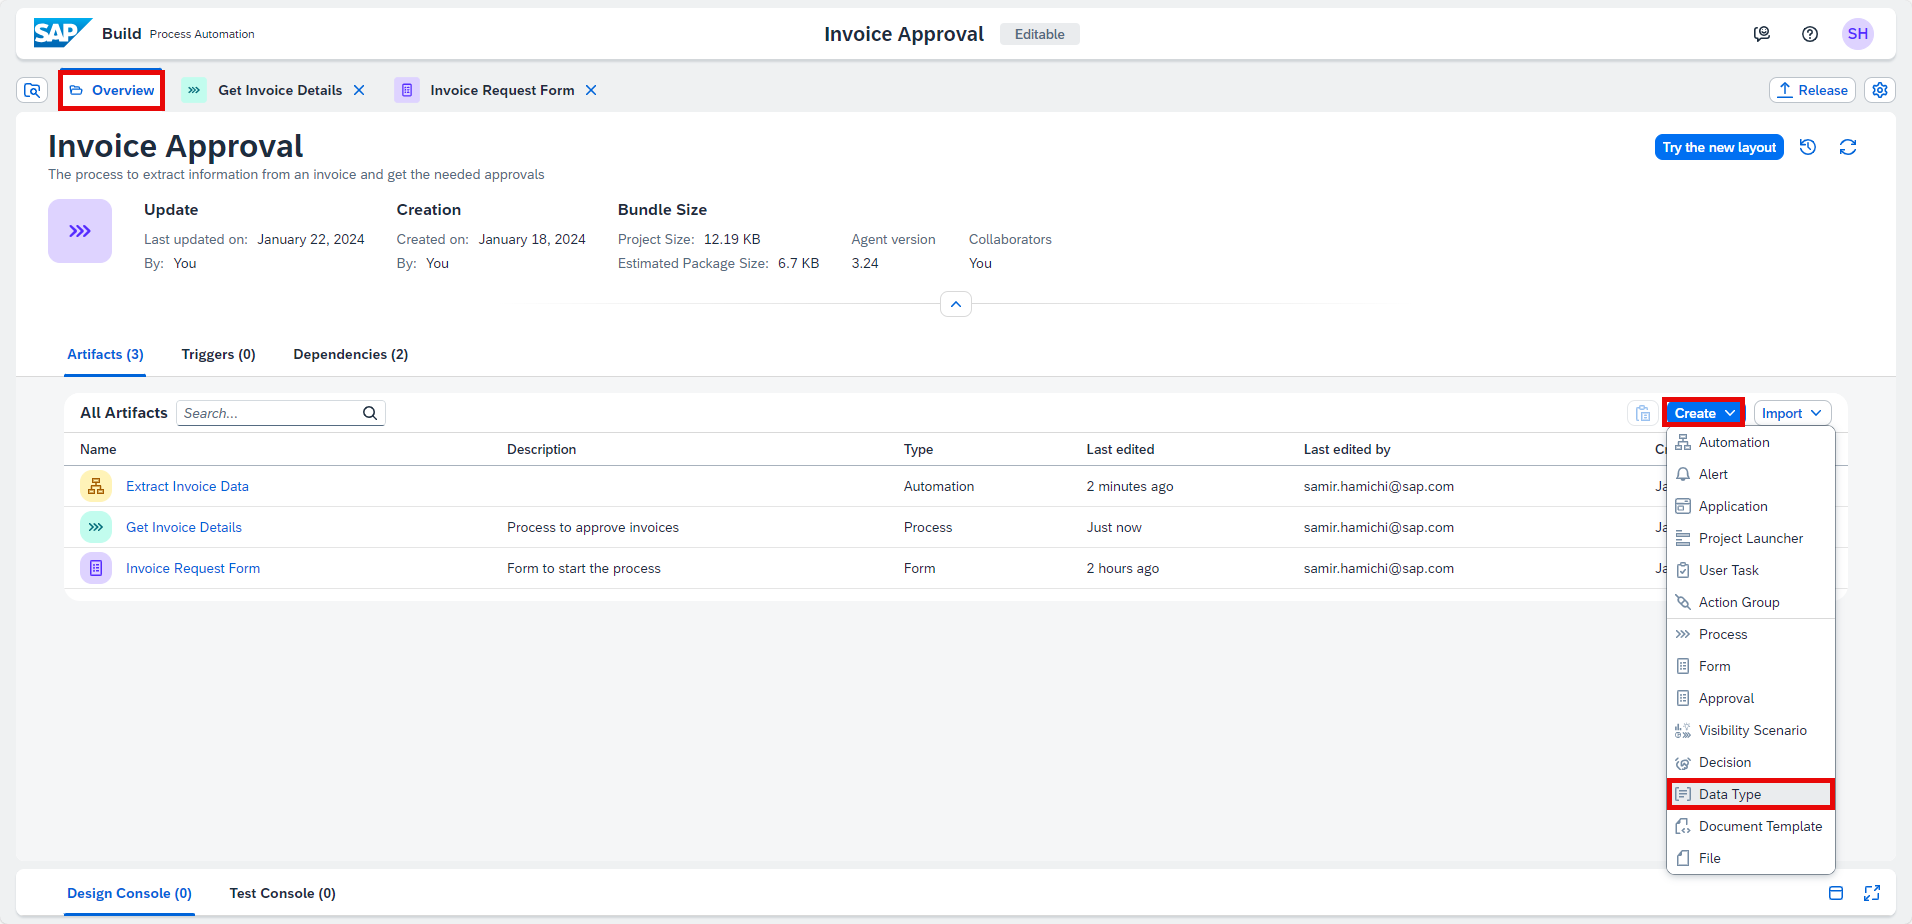 SAP Build Process Automation
Invoice Approval Editable
SH
Overview Get Invoice Details Invoice Request Form
Release
Invoice Approval
Try the new layout
The process to extract information from an invoice and get the needed approvals
Update Creation Bundle Size
Last updated on: January 22, 2024 Created on: January 18, 2024 Project Size: 12.19 KB Agent version Collaborators
By: You By: You Estimated Package Size: 6.7 KB 3.24 You
Artifacts (3) Triggers (0) Dependencies (2)
All Artifacts Search... Create Import
Name Description Type Last edited Last edited by
Extract Invoice Data Automation 2 minutes ago samir.hamichi@sap.com Ja
Get Invoice Details Process to approve invoices Process Just now samir.hamichi@sap.com Ja
Invoice Request Form Form to start the process Form 2 hours ago samir.hamichi@sap.com Ja
Automation
Alert
Application
Project Launcher
User Task
Action Group
Process
Form
Approval
Visibility Scenario
Decision
Data Type
Document Template
File
Design Console (0) Test Console (0)